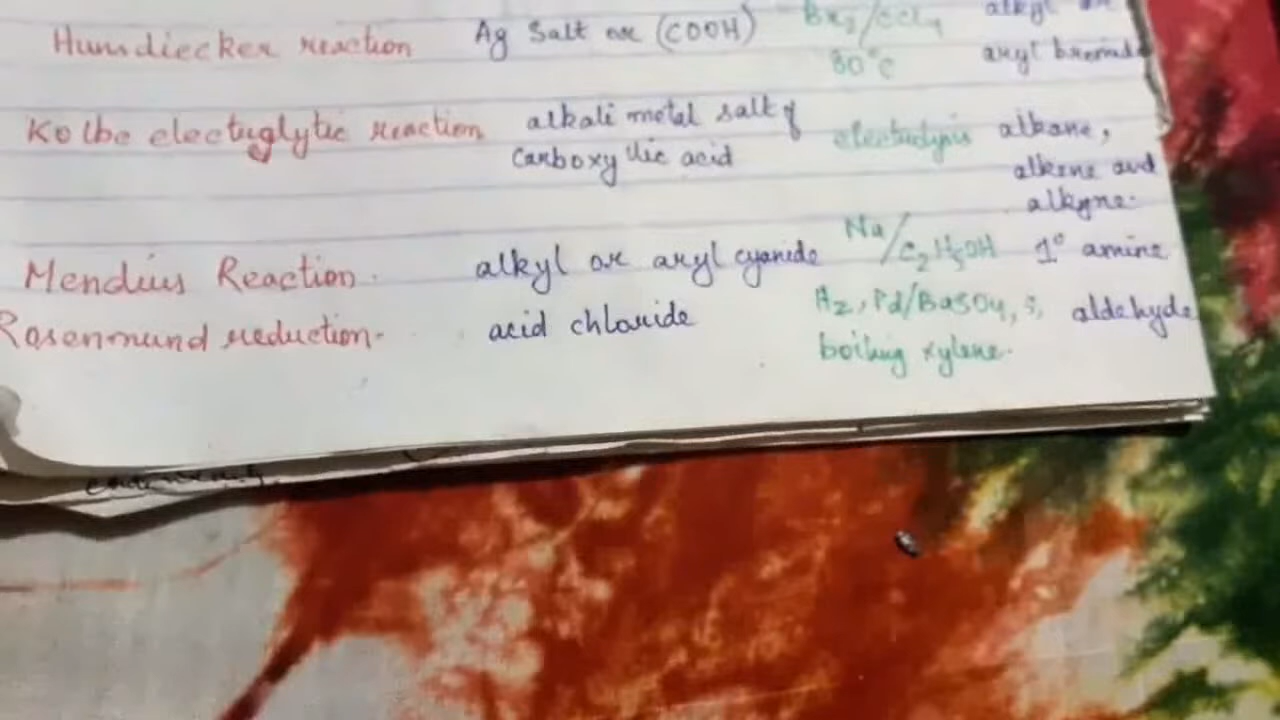 Hunsdiecker reaction Ag Salt or (COOH) Br2/CCl4 alkyl or
80°C aryl bromide
Kolbe electuglytic reaction alkali metal salt of electrolysis alkane,
Carboxylic acid alkene and
alkyne.
Mendius Reaction. alkyl or aryl cyanide Na/C2H5OH 1° amine
Rosenmund reduction. acid chloride H2, Pd/BaSO4, S, aldehyde
boiling xylene.